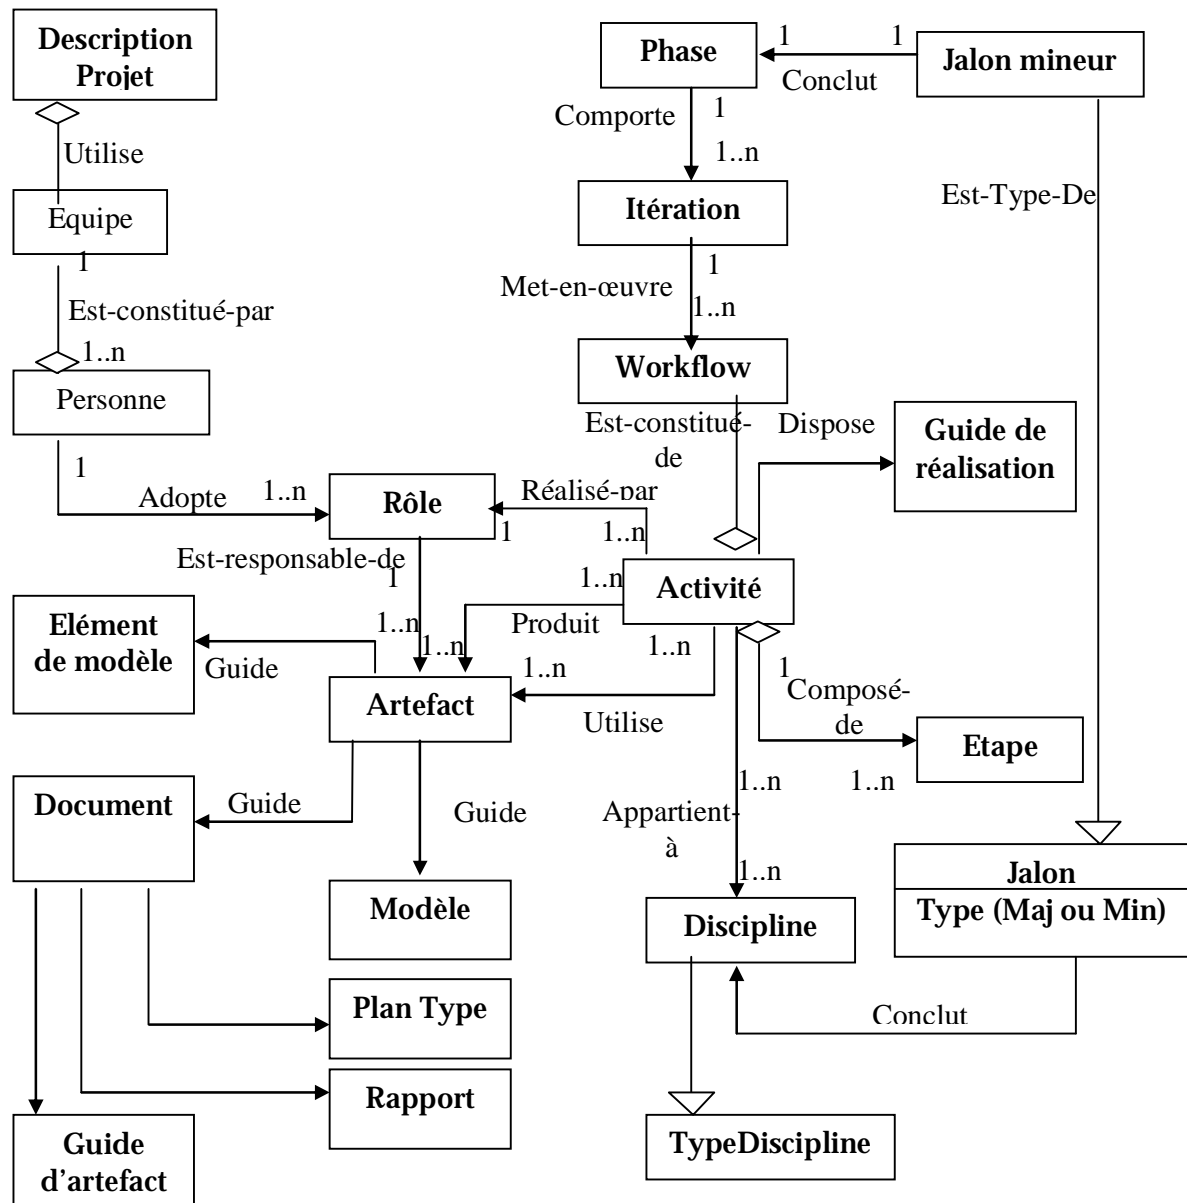 Description
Projet
Utilise
Equipe
1
Est-constitué-par
1..n
Personne
1
Adopte
1..n
Phase
1
1
Conclut
Jalon mineur
Comporte
1
1..n
Itération
Est-Type-De
1
Met-en-œuvre
1..n
Workflow
Est-constitué-
de
Dispose
Guide de
réalisation
Rôle
Réalisé-par
1
1..n
Est-responsable-de
1
1..n
1..n
Produit
1..n
Activité
1..n
1..n
Utilise
Elément
de modèle
Guide
Artefact
1
Composé-
de
1..n
Etape
Document
Guide
Guide
1..n
Appartient-
à
1..n
Modèle
Discipline
Jalon
Type (Maj ou Min)
Conclut
Plan Type
Rapport
Guide
d'artefact
TypeDiscipline